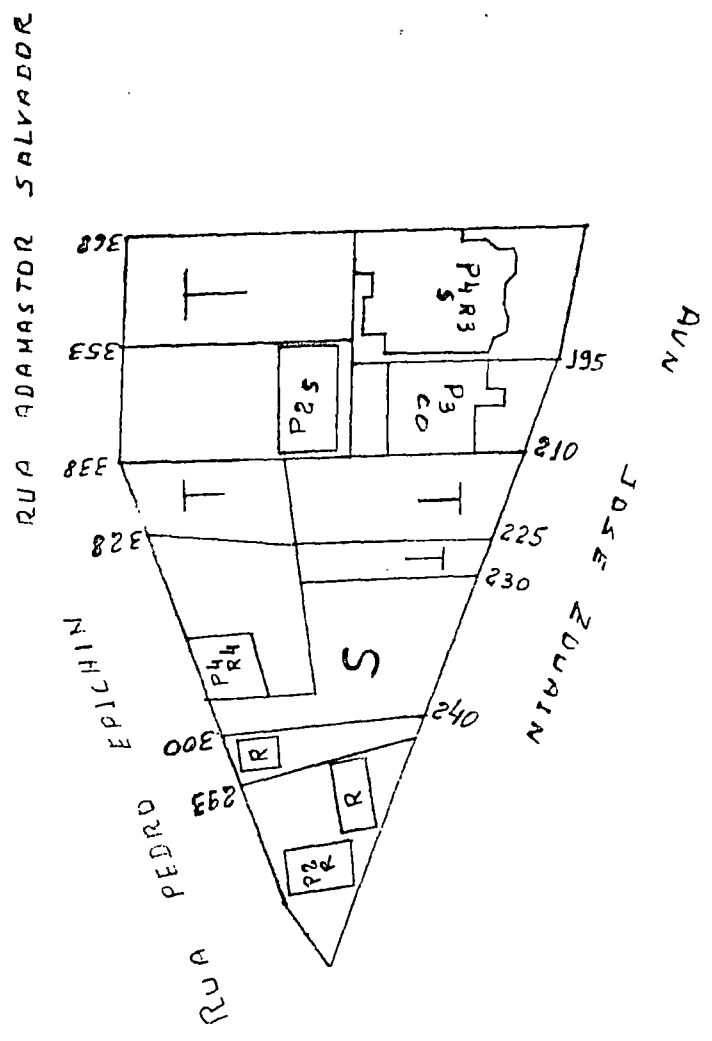 RUA ADAMASTOR SALVADOR
368
353
338
328
T
P4R3
S
195
P2S
P3
CO
210
T
T
225
T
230
P4
R4
S
240
300
R
293
R
P2
R
RUA PEDRO EPICHIN
AVN JOSE ZOUAIN